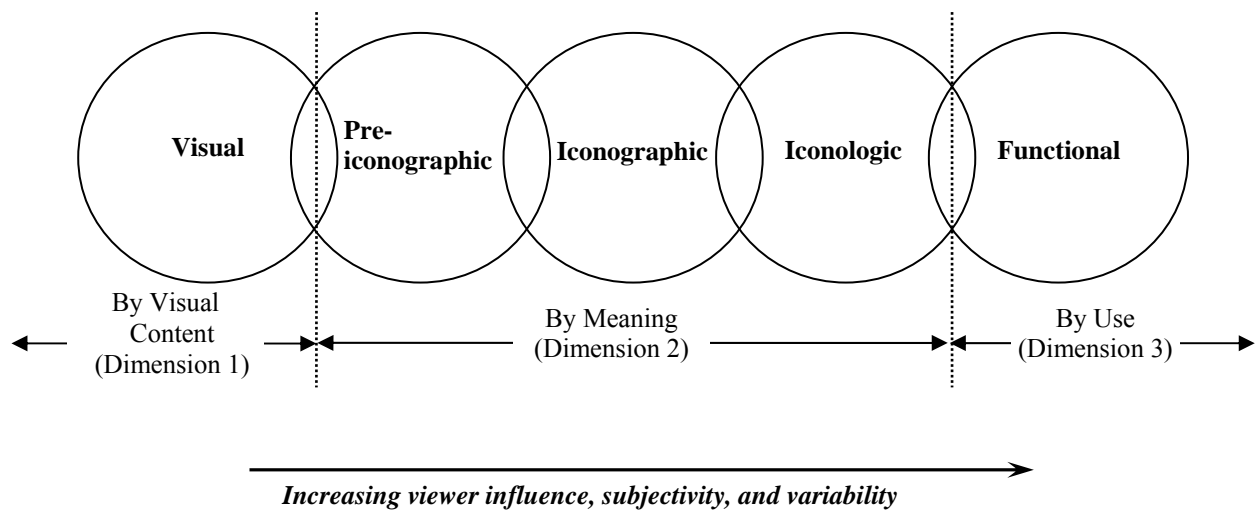 Visual
Pre-
iconographic
Iconographic
Iconologic
Functional
By Visual
Content
(Dimension 1)
By Meaning
(Dimension 2)
By Use
(Dimension 3)
Increasing viewer influence, subjectivity, and variability